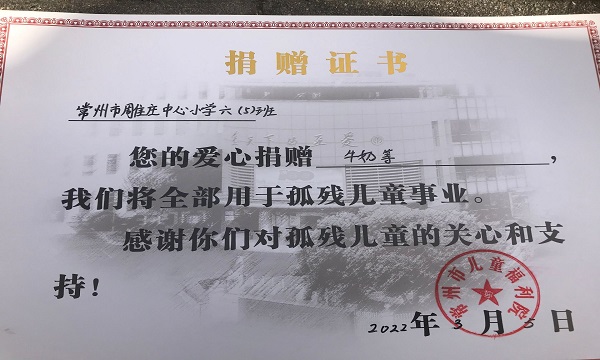 捐赠证书
常州市周庄中心小学六(5)班
您的爱心捐赠 牛奶等,
我们将全部用于孤残儿童事业。
感谢你们对孤残儿童的关心和支
持!
常州市儿童福利院
2022年3月5日